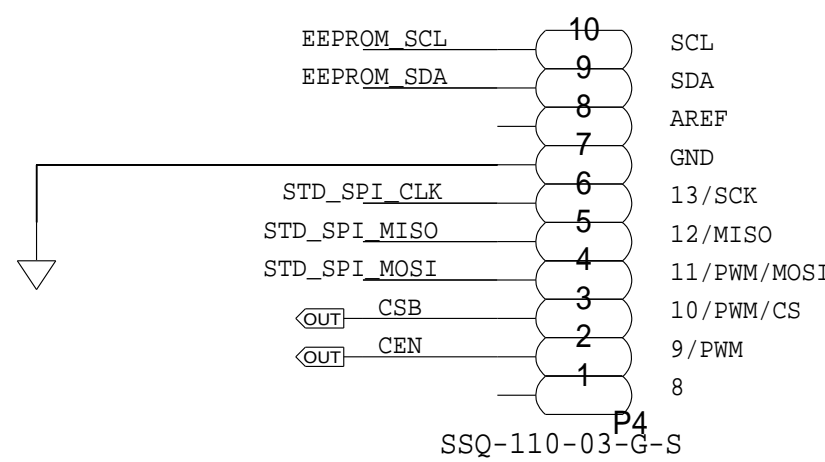 EEPROM_SCL 10 SCL
EEPROM_SDA 9 SDA
8 AREF
7 GND
STD_SPI_CLK 6 13/SCK
STD_SPI_MISO 5 12/MISO
STD_SPI_MOSI 4 11/PWM/MOSI
OUT CSB 3 10/PWM/CS
OUT CEN 2 9/PWM
1 8
P4
SSQ-110-03-G-S